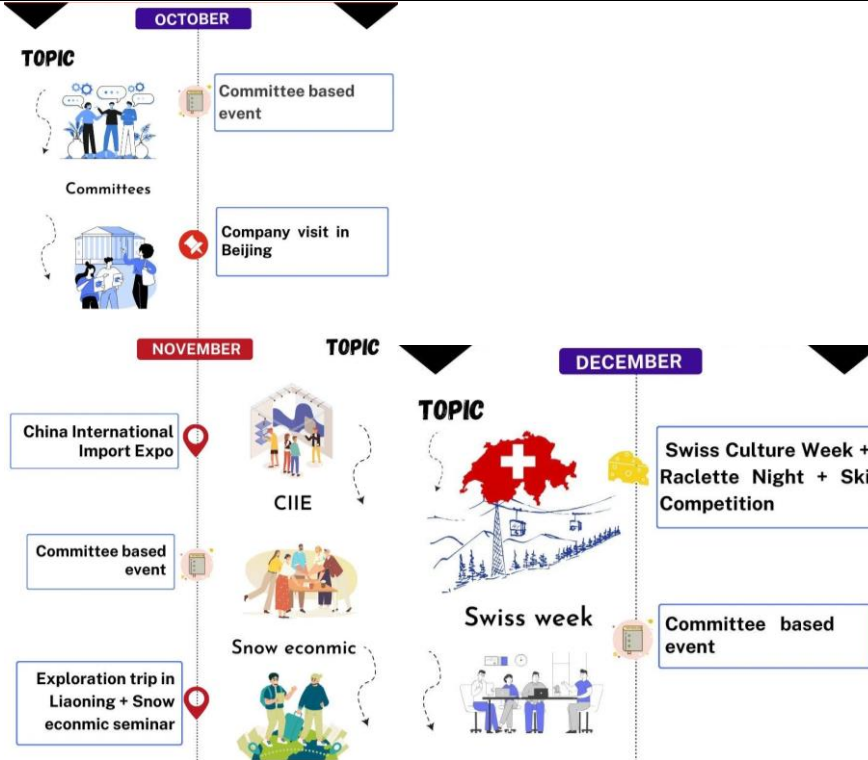 OCTOBER
TOPIC
Committee based
event
Committees
Company visit in
Beijing
NOVEMBER
TOPIC
China International
Import Expo
CIIE
Committee based
event
Snow econmic
Exploration trip in
Liaoning + Snow
econmic seminar
DECEMBER
TOPIC
Swiss Culture Week +
Raclette Night + Ski
Competition
Swiss week
Committee based
event